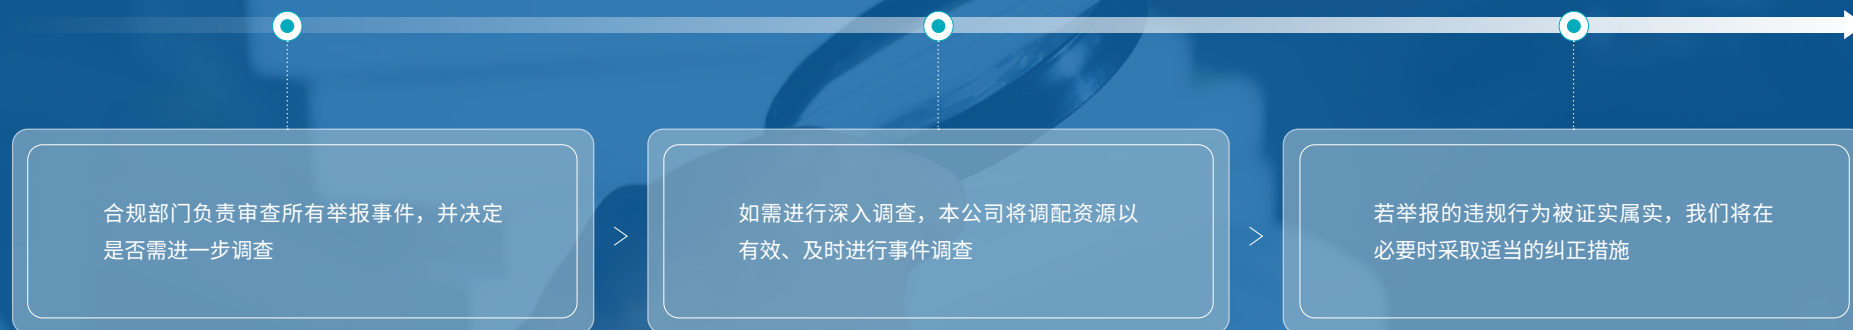 合规部门负责审查所有举报事件，并决定
是否需进一步调查
如需进行深入调查，本公司将调配资源以
有效、及时进行事件调查
若举报的违规行为被证实属实，我们将在
必要时采取适当的纠正措施